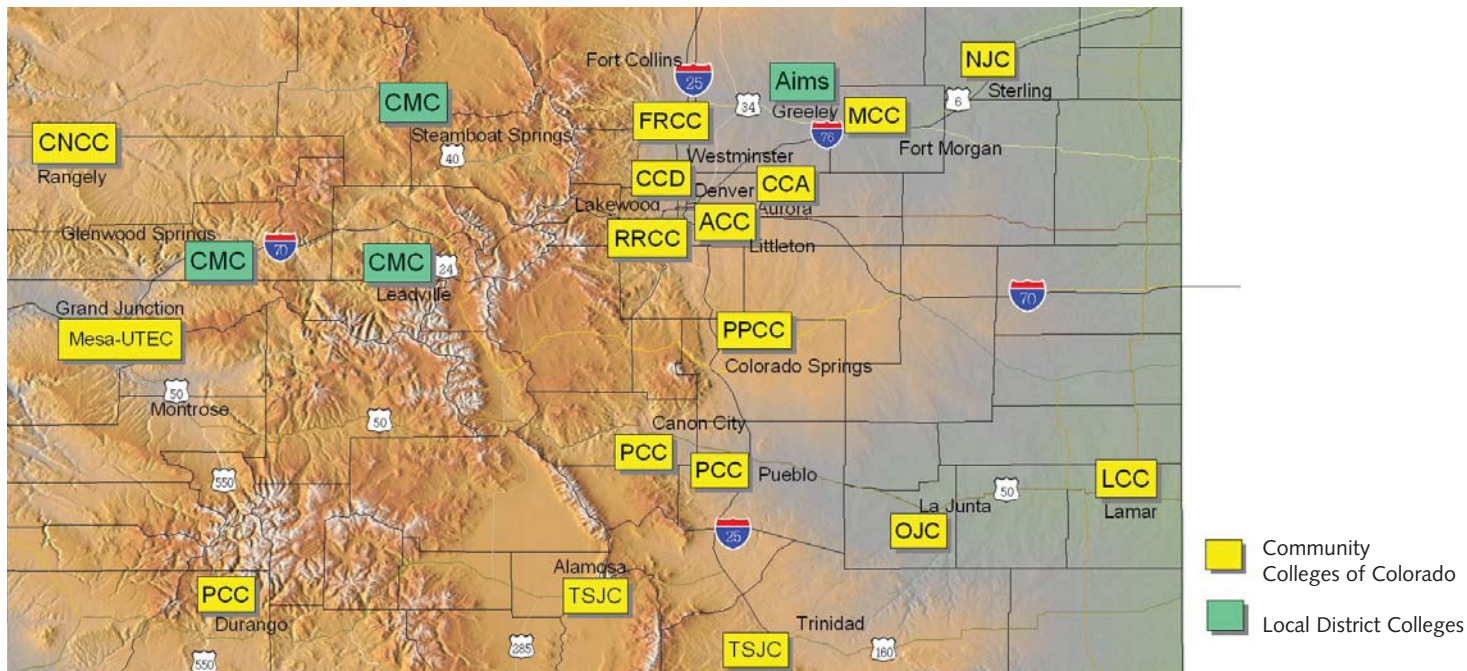 Fort Collins
25
Aims
NJC
Sterling
CMC
34
Greeley
6
MCC
FRCC
76
Steamboat Springs
CNCC
Fort Morgan
Westminster
40
Rangely
CCD
Denver
CCA
Lakewood
Aurora
ACC
Glenwood Springs
RRCC
Littleton
70
CMC
CMC
24
Leadville
70
Grand Junction
Mesa-UTEC
PPCC
Colorado Springs
50
Montrose
50
Canon City
PCC
PCC
Pueblo
550
LCC
50
La Junta
Lamar
OJC
25
Community
Colleges of Colorado
Alamosa
PCC
TSJC
Durango
Trinidad
Local District Colleges
285
TSJC
160
550